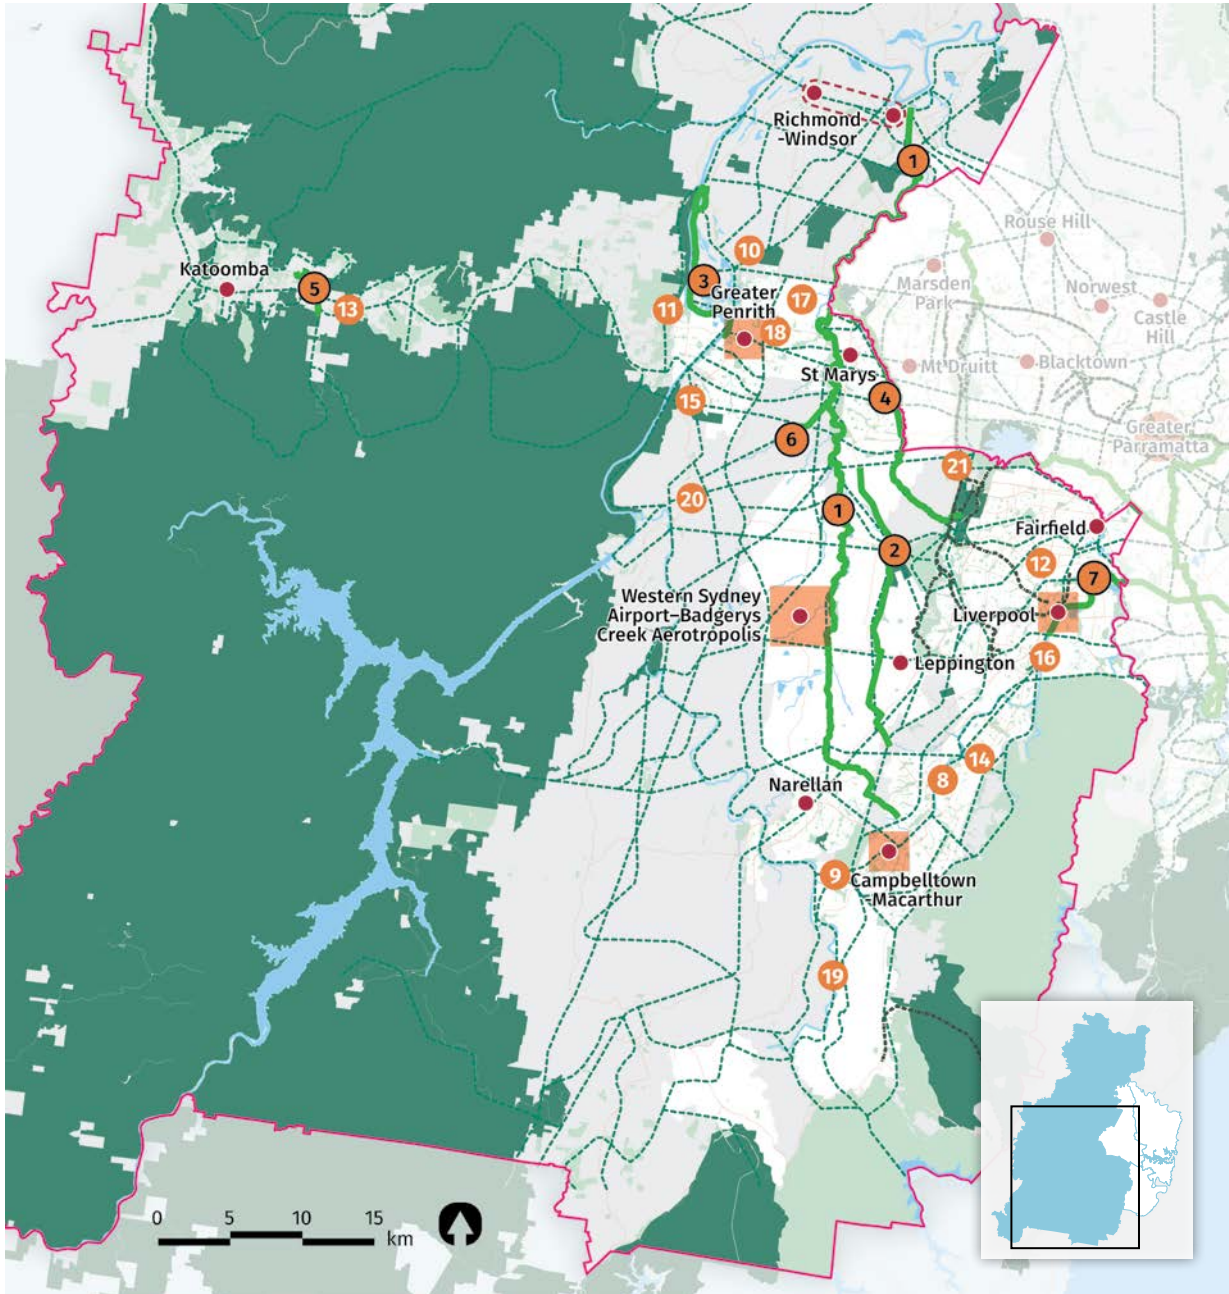 Richmond
-Windsor
1
Rouse Hill
10
Katoomba
5
3
Marsden
Park
Norwest
Castle
Hill
13
11
Greater
Penrith
17
18
St Marys
Mt Druitt
Blacktown
15
4
6
Greater
Parramatta
21
20
1
Fairfield
2
12
7
Western Sydney
Airport–Badgerys
Creek Aerotropolis
Liverpool
16
Leppington
14
8
Narellan
9
Campbelltown
-Macarthur
19
0 5 10 15
km